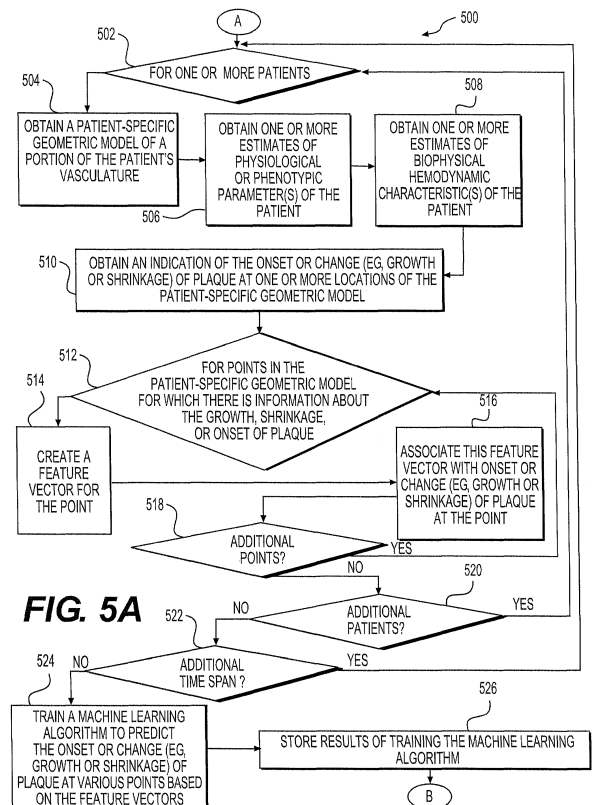 A
500
502
FOR ONE OR MORE PATIENTS
504
OBTAIN A PATIENT-SPECIFIC
GEOMETRIC MODEL OF A
PORTION OF THE PATIENT'S
VASCULATURE
506
OBTAIN ONE OR MORE
ESTIMATES OF
PHYSIOLOGICAL
OR PHENOTYPIC
PARAMETER(S) OF THE
PATIENT
508
OBTAIN ONE OR MORE
ESTIMATES OF
BIOPHYSICAL
HEMODYNAMIC
CHARACTERISTIC(S) OF THE
PATIENT
510
OBTAIN AN INDICATION OF THE ONSET OR CHANGE (EG, GROWTH
OR SHRINKAGE) OF PLAQUE AT ONE OR MORE LOCATIONS OF THE
PATIENT-SPECIFIC GEOMETRIC MODEL
512
FOR POINTS IN THE
PATIENT-SPECIFIC GEOMETRIC MODEL
FOR WHICH THERE IS INFORMATION ABOUT
THE GROWTH, SHRINKAGE,
OR ONSET OF PLAQUE
514
CREATE A
FEATURE
VECTOR FOR
THE POINT
516
ASSOCIATE THIS FEATURE
VECTOR WITH ONSET OR
CHANGE (EG, GROWTH OR
SHRINKAGE) OF PLAQUE
AT THE POINT
518
ADDITIONAL
POINTS?
YES
NO
520
ADDITIONAL
PATIENTS?
YES
NO
FIG. 5A
522
ADDITIONAL
TIME SPAN ?
YES
NO
524
TRAIN A MACHINE LEARNING
ALGORITHM TO PREDICT
THE ONSET OR CHANGE (EG,
GROWTH OR SHRINKAGE) OF
PLAQUE AT VARIOUS POINTS BASED
ON THE FEATURE VECTORS
526
STORE RESULTS OF TRAINING THE MACHINE LEARNING
ALGORITHM
B